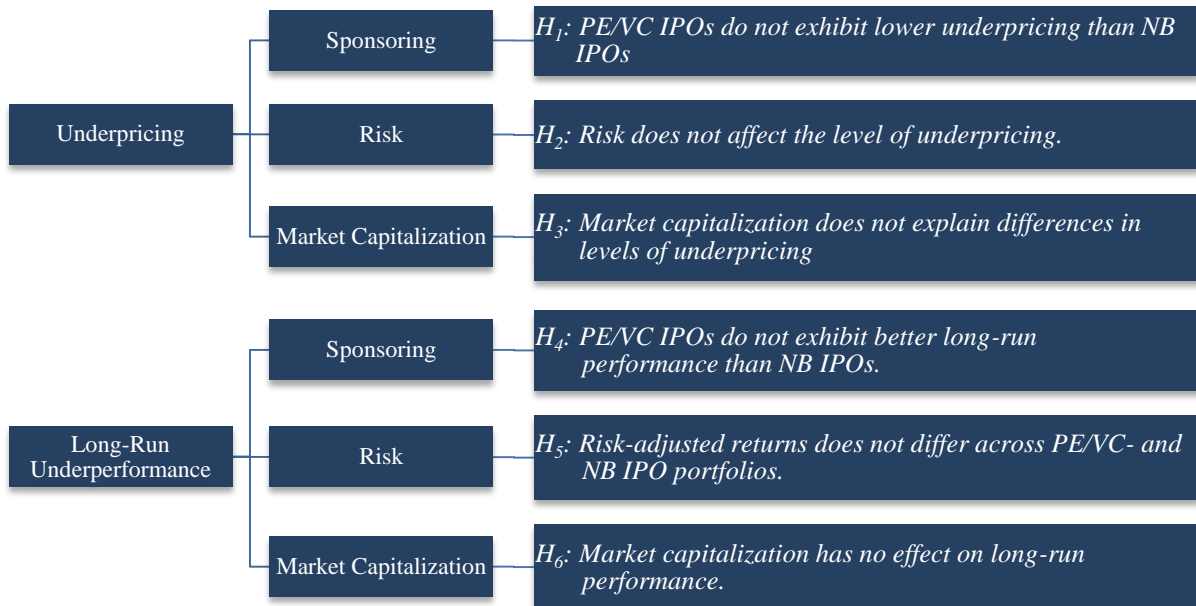 Underpricing
Sponsoring
H1: PE/VC IPOs do not exhibit lower underpricing than NB
IPOs
Risk
H2: Risk does not affect the level of underpricing.
Market Capitalization
H3: Market capitalization does not explain differences in
levels of underpricing
Long-Run
Underperformance
Sponsoring
H4: PE/VC IPOs do not exhibit better long-run
performance than NB IPOs.
Risk
H5: Risk-adjusted returns does not differ across PE/VC- and
NB IPO portfolios.
Market Capitalization
H6: Market capitalization has no effect on long-run
performance.